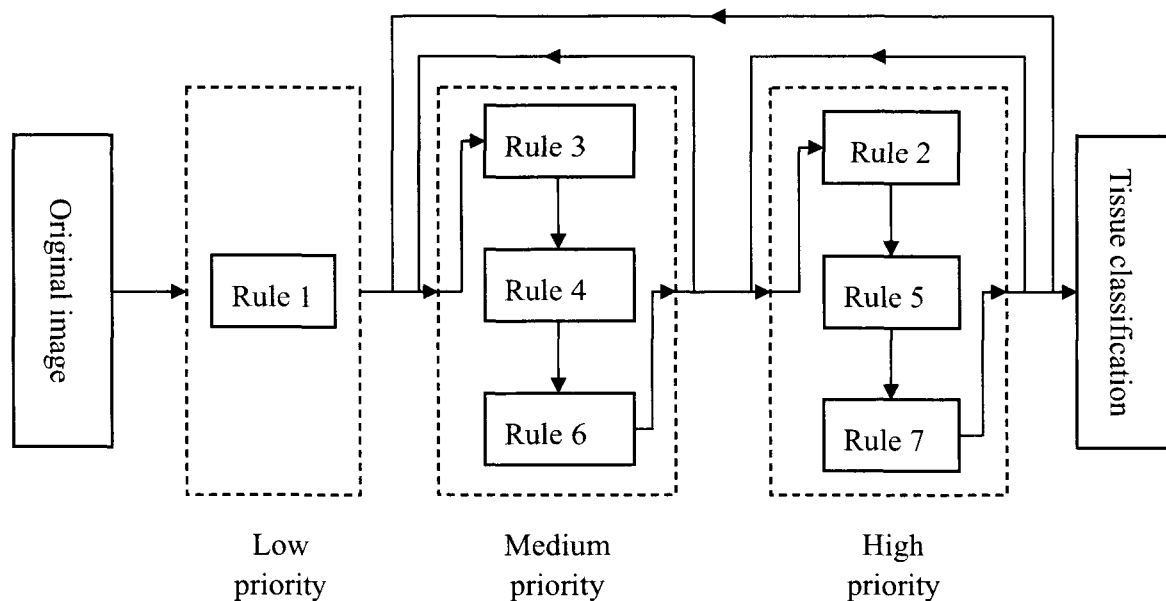 Original image
Rule 1
Rule 3
Rule 4
Rule 6
Rule 2
Rule 5
Rule 7
Tissue classification
Low
priority
Medium
priority
High
priority